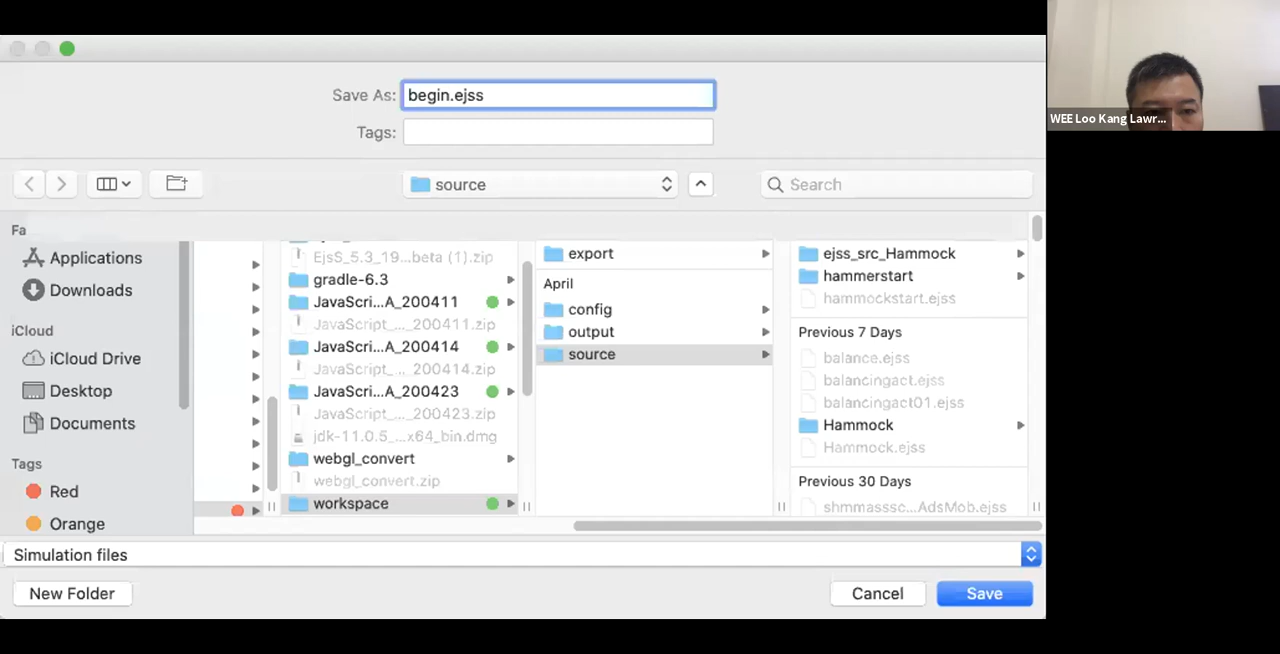 Save As: begin.ejss
WEE Loo Kang Lawr...
Tags:
source
Search
Fa
Applications
Downloads
iCloud
iCloud Drive
Desktop
Documents
Tags
Red
Orange
EjsS_5.3_19...beta (1).zip
gradle-6.3
JavaScri...A_200411
JavaScript_..._200411.zip
JavaScri...A_200414
JavaScript_..._200414.zip
JavaScri...A_200423
JavaScript_..._200423.zip
jdk-11.0.5_...x64_bin.dmg
webgl_convert
webgl_convert.zip
workspace
export
April
config
output
source
ejss_src_Hammock
hammerstart
hammockstart.ejss
Previous 7 Days
balance.ejss
balancingact.ejss
balancingact01.ejss
Hammock
Hammock.ejss
Previous 30 Days
shmmasssc...AdsMob.ejss
Simulation files
New Folder
Cancel
Save